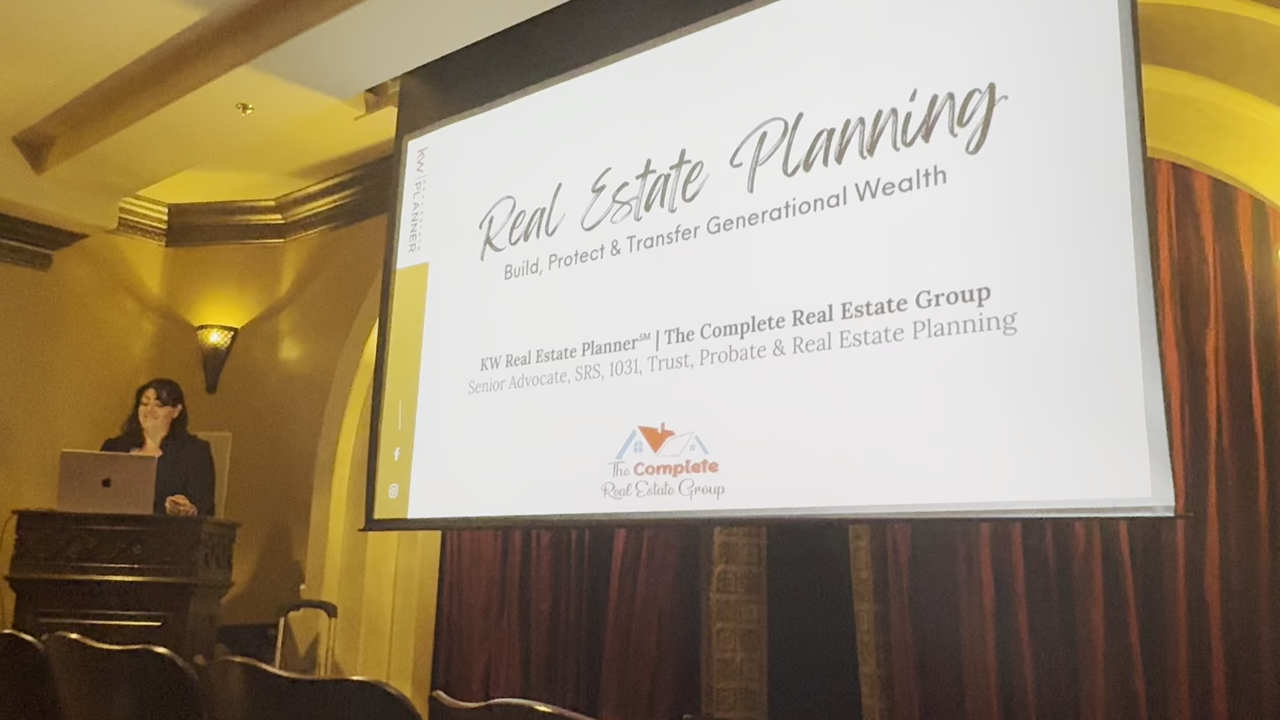 kw | PLANNER
Real Estate Planning
Build, Protect & Transfer Generational Wealth
KW Real Estate Planner℠ | The Complete Real Estate Group
Senior Advocate, SRS, 1031, Trust, Probate & Real Estate Planning
The Complete
Real Estate Group